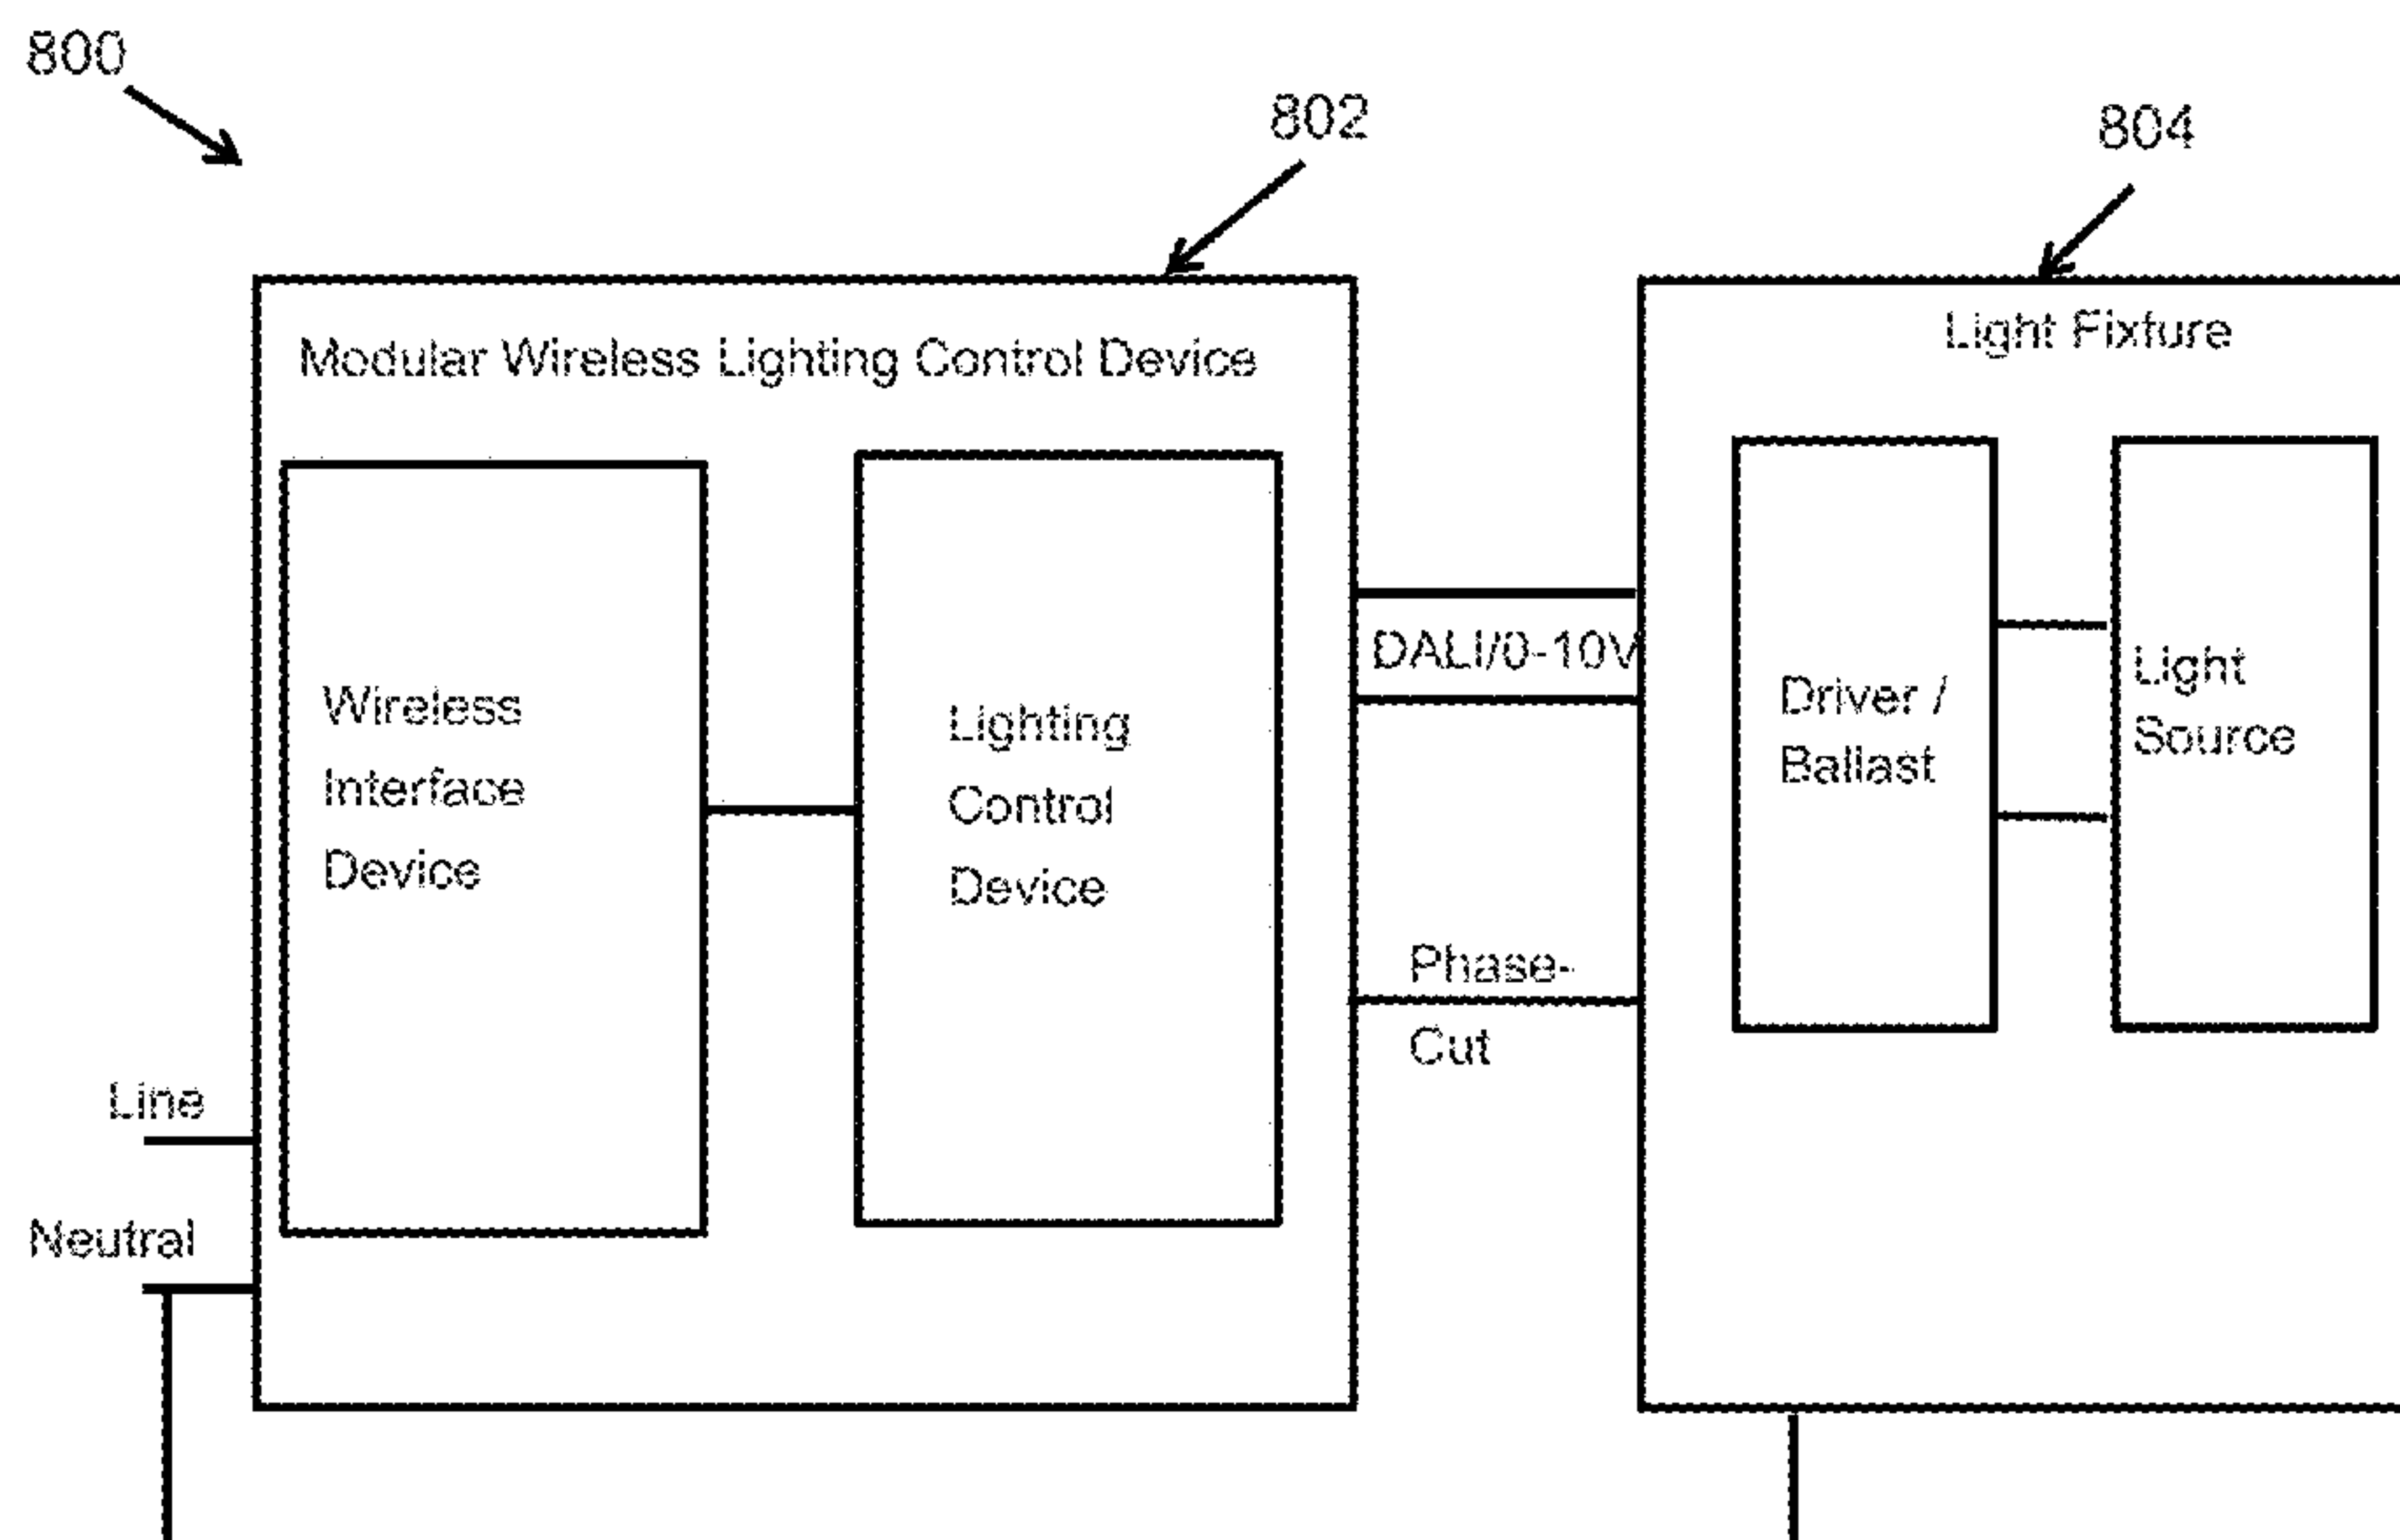 800
802
804
Modular Wireless Lighting Control Device
Light Fixture
Wireless
Interface
Device
Lighting
Control
Device
DALI/0-10V
Phase-
Cut
Driver /
Ballast
Light
Source
Line
Neutral